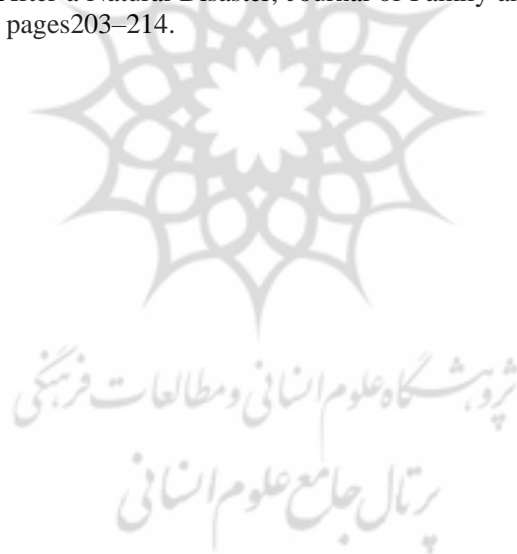 After a Natural Disaster, Journal of Family a
pages203–214.
پژوهشگاه علوم انسانی و مطالعات فرهنگی
پرتال جامع علوم انسانی